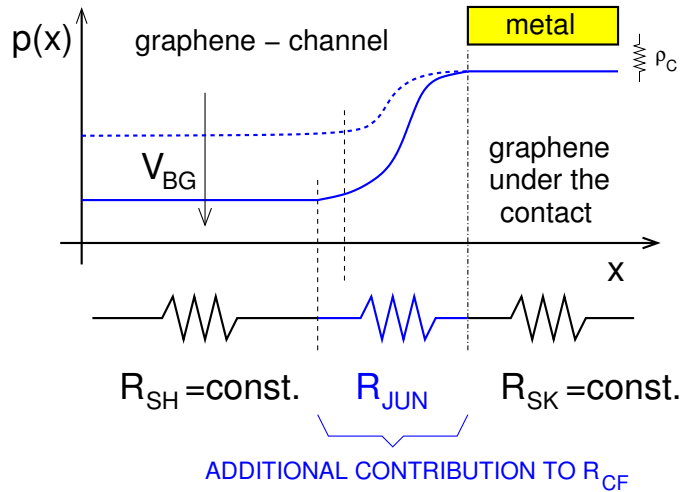 p(x)
graphene − channel
metal
ρC
VBG
graphene
under the
contact
x
RSH =const.
RJUN
RSK =const.
ADDITIONAL CONTRIBUTION TO RCF